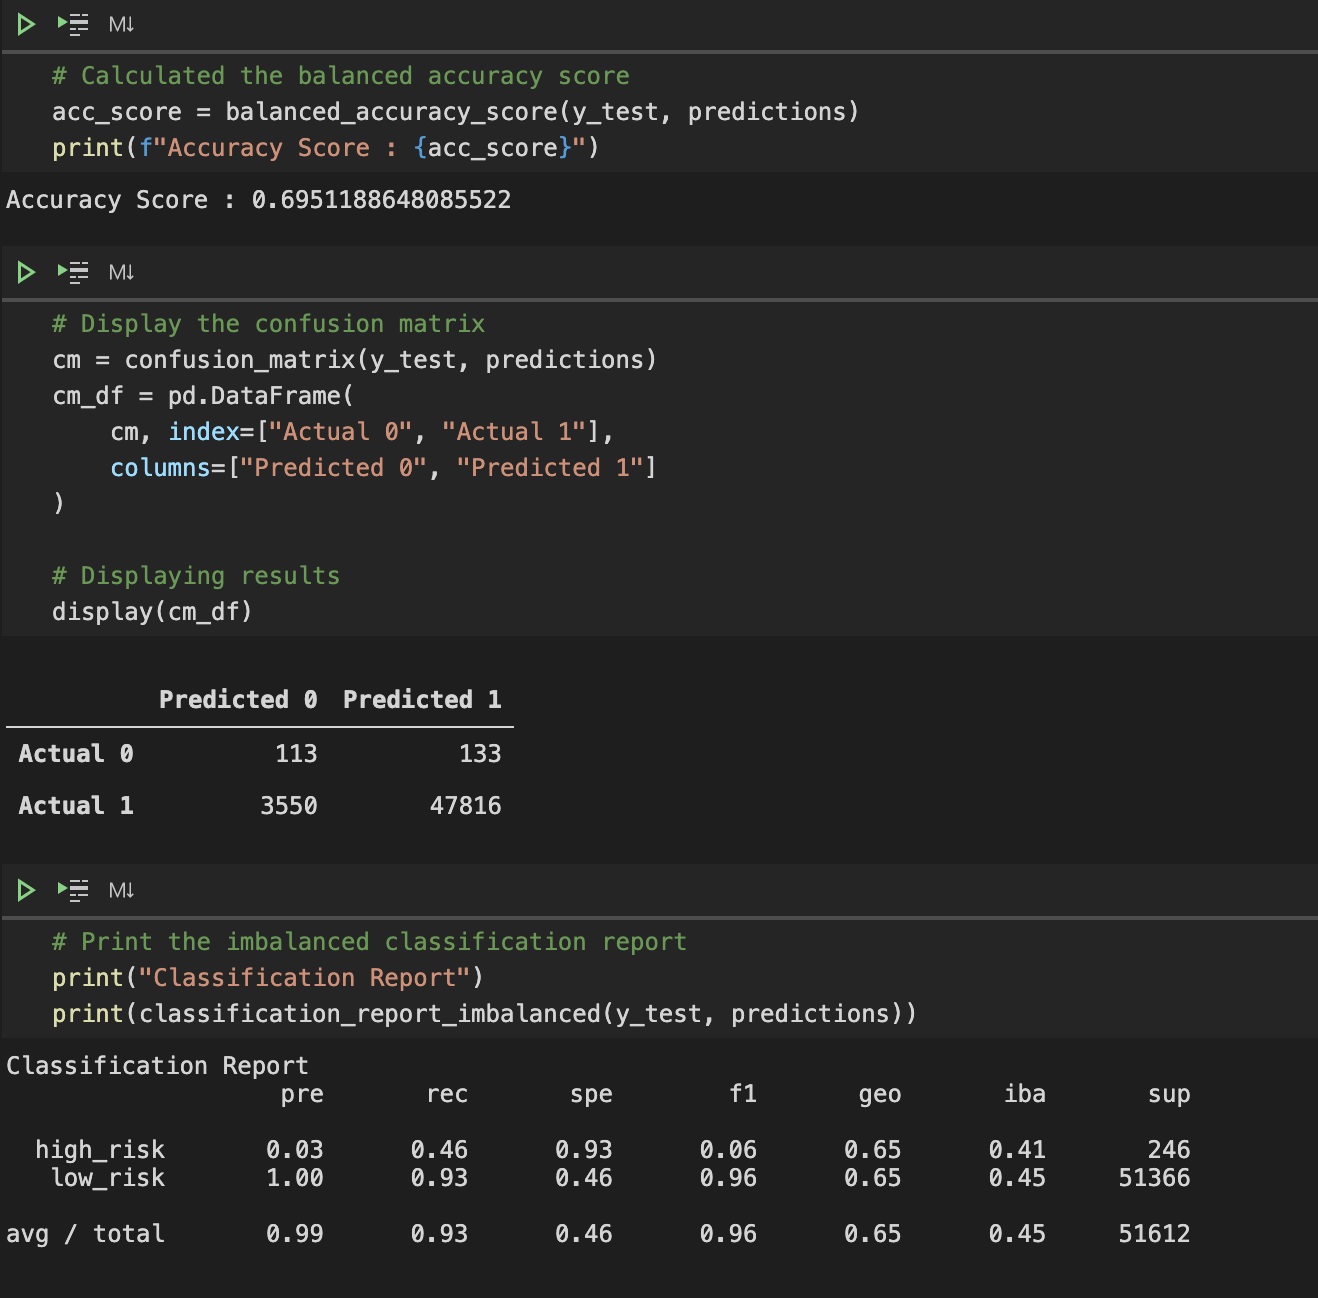 M↓
# Calculated the balanced accuracy score
acc_score = balanced_accuracy_score(y_test, predictions)
print(f"Accuracy Score : {acc_score}")
Accuracy Score : 0.6951188648085522
M↓
# Display the confusion matrix
cm = confusion_matrix(y_test, predictions)
cm_df = pd.DataFrame(
    cm, index=["Actual 0", "Actual 1"],
    columns=["Predicted 0", "Predicted 1"]
)
# Displaying results
display(cm_df)
Predicted 0 Predicted 1
Actual 0 113 133
Actual 1 3550 47816
M↓
# Print the imbalanced classification report
print("Classification Report")
print(classification_report_imbalanced(y_test, predictions))
Classification Report
pre rec spe f1 geo iba sup
high_risk 0.03 0.46 0.93 0.06 0.65 0.41 246
low_risk 1.00 0.93 0.46 0.96 0.65 0.45 51366
avg / total 0.99 0.93 0.46 0.96 0.65 0.45 51612